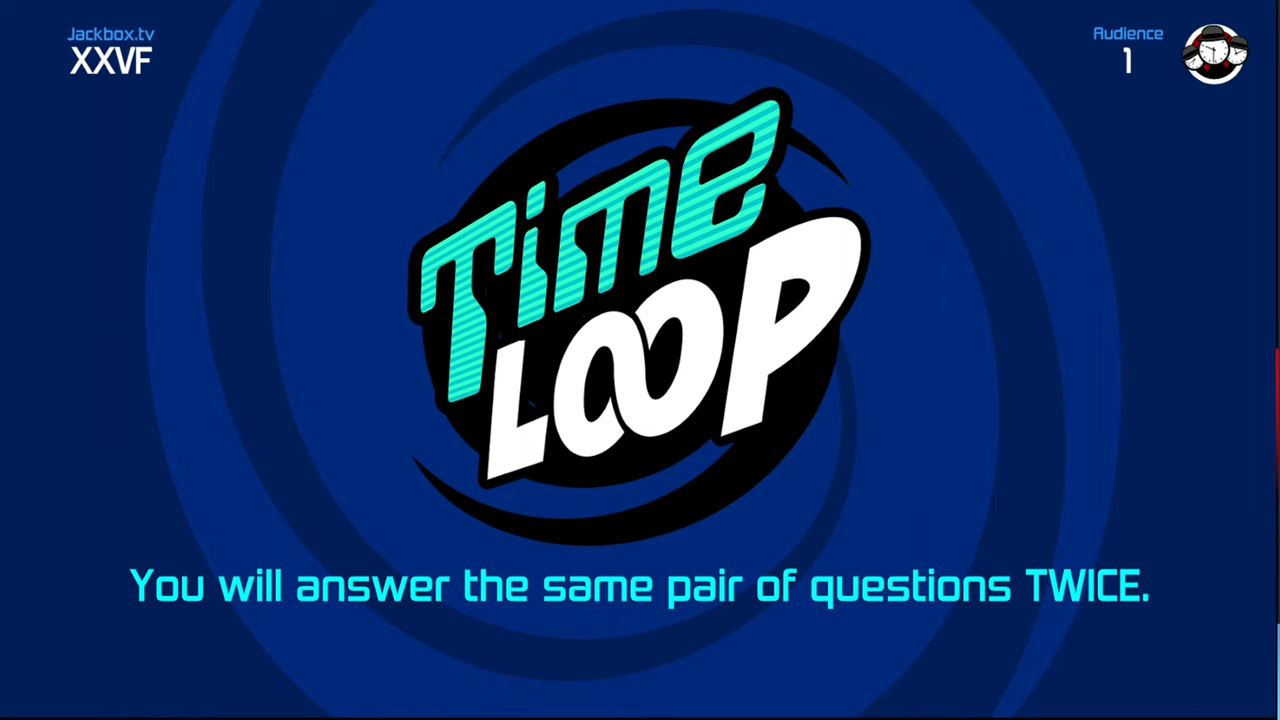 Jackbox.tv
XXVF
Audience
1
Time
LOOP
You will answer the same pair of questions TWICE.